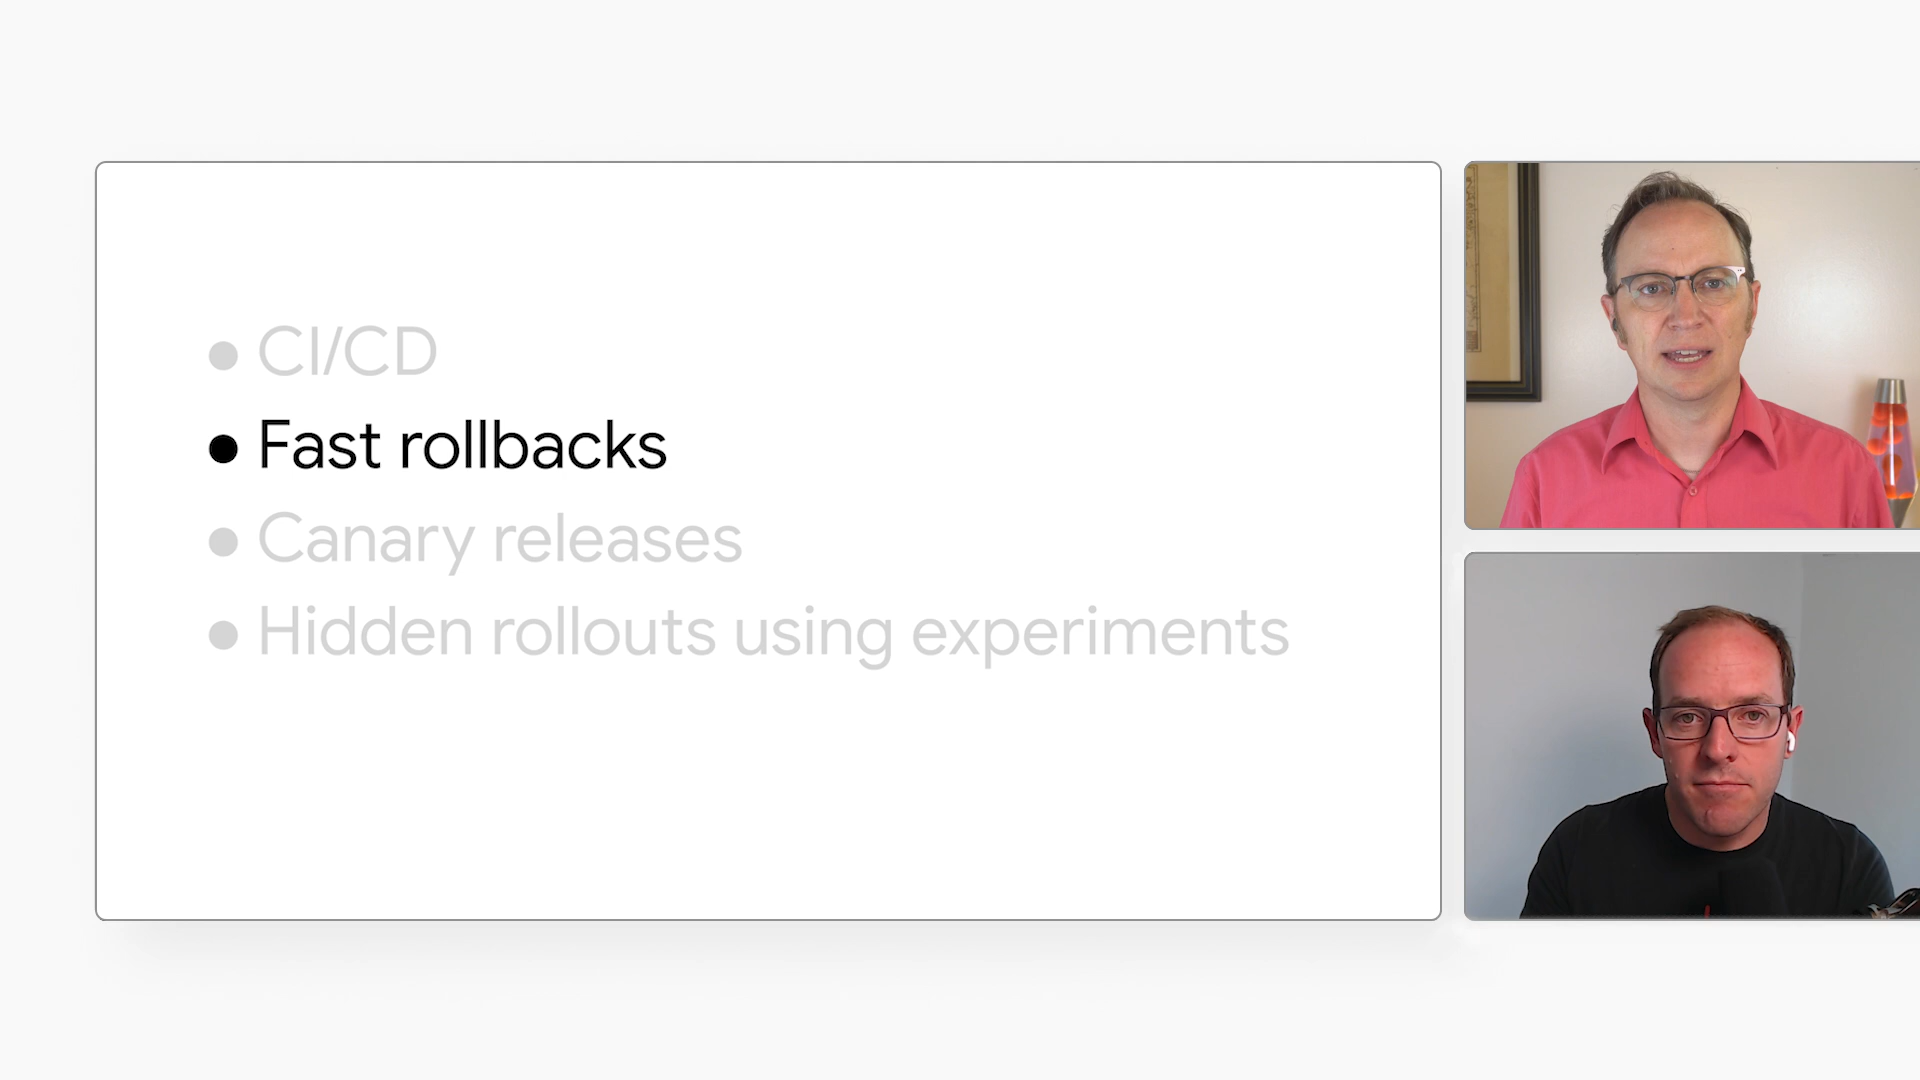 ● CI/CD
● Fast rollbacks
● Canary releases
● Hidden rollouts using experiments